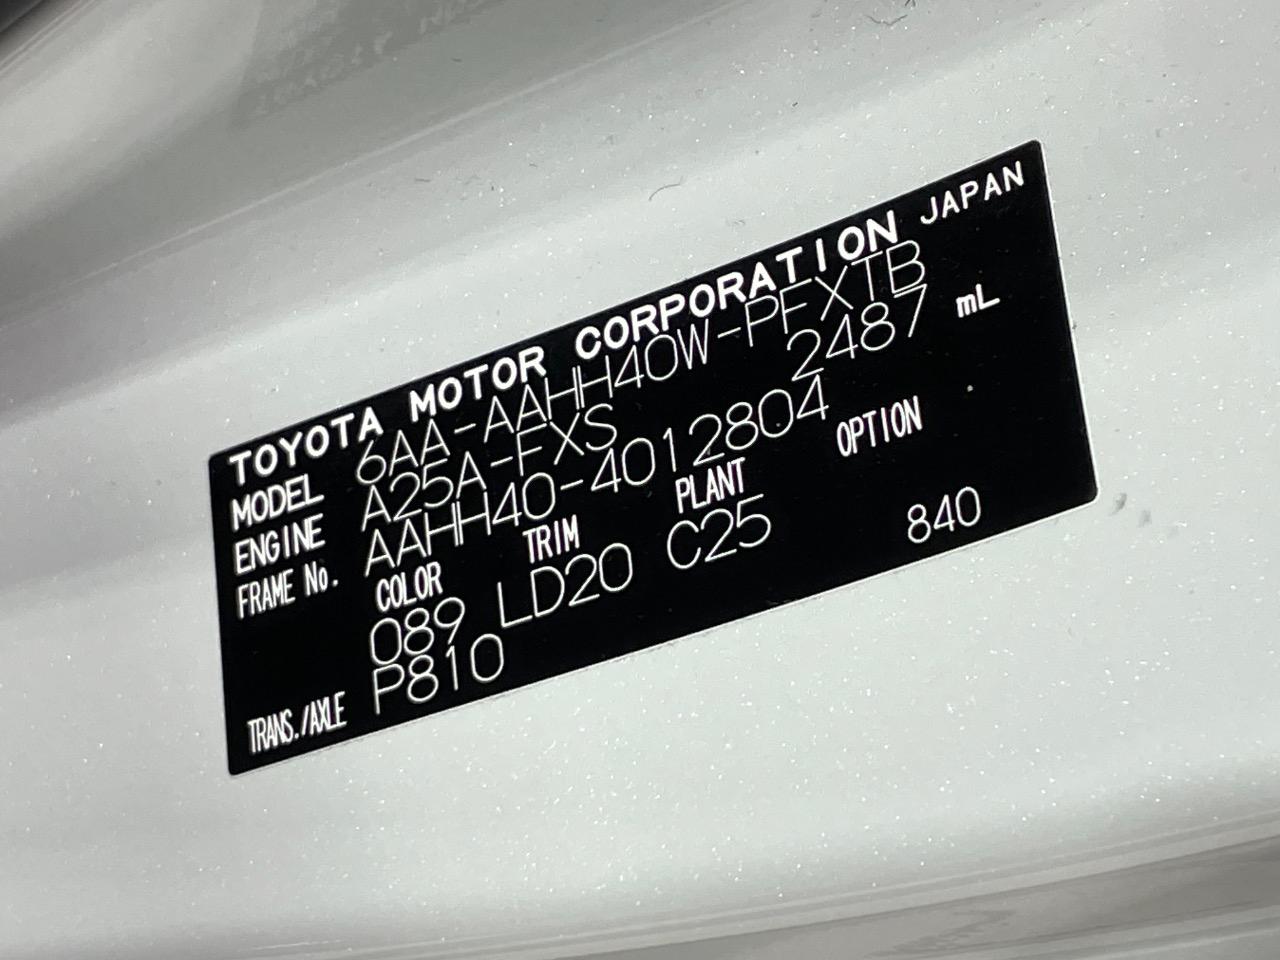 TOYOTA MOTOR CORPORATION JAPAN
MODEL 6AA-AAHH40W-PFXTB
ENGINE A25A-FXS 2487 mL
FRAME No. AAHH40-4012804
COLOR TRIM PLANT OPTION
089 LD20 C25 840
TRANS./AXLE P810